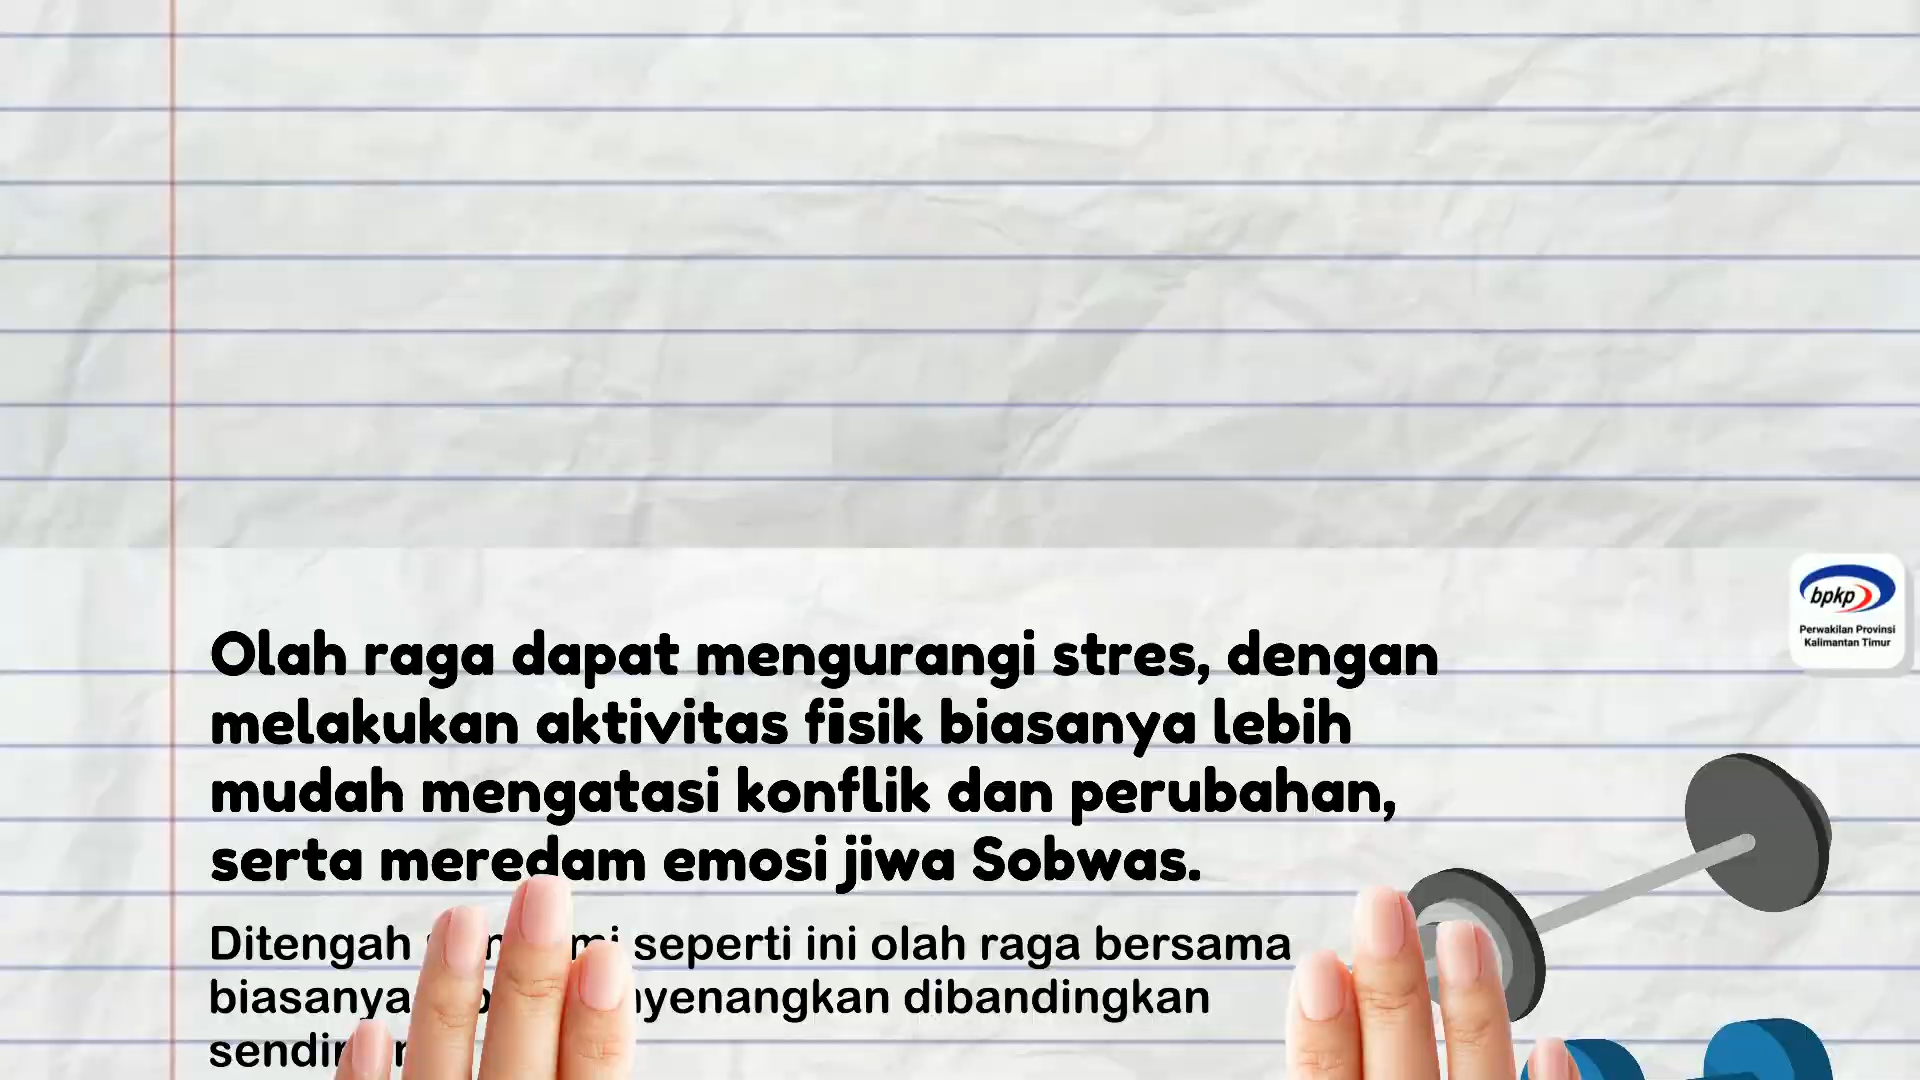 bpkp
Perwakilan Provinsi
Kalimantan Timur
Olah raga dapat mengurangi stres, dengan
melakukan aktivitas fisik biasanya lebih
mudah mengatasi konflik dan perubahan,
serta meredam emosi jiwa Sobwas.
Ditengah seperti ini olah raga bersama
biasanya dibandingkan